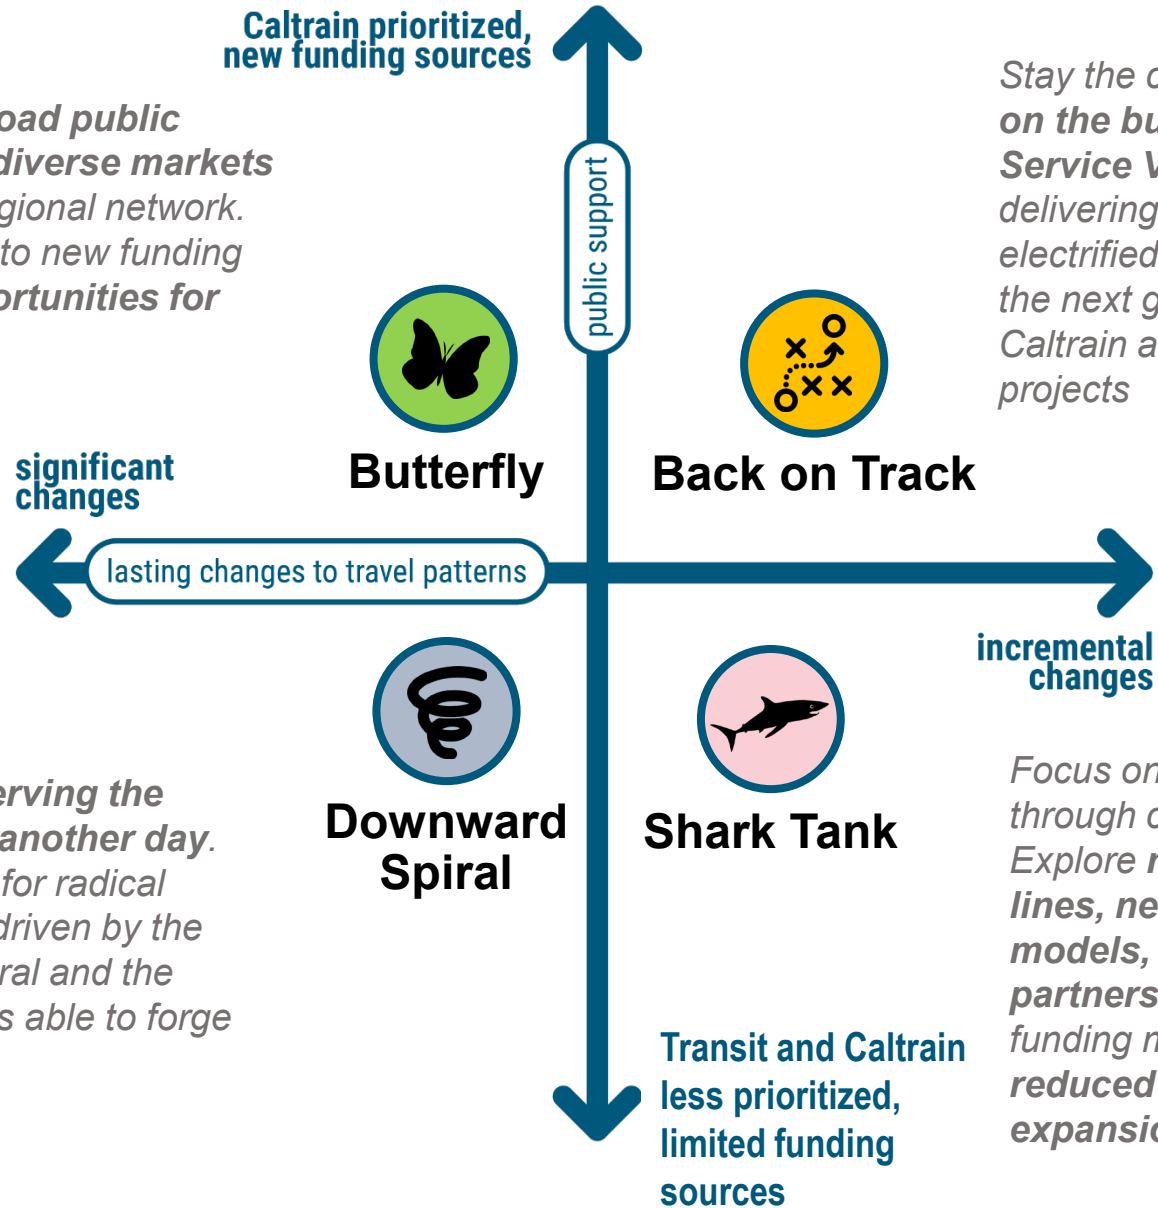 Caltrain prioritized,
new funding sources
public support
oad public
diverse markets
gional network.
to new funding
ortunities for
Stay the c
on the bu
Service V
delivering
electrified
the next g
Caltrain a
projects
Butterfly
Back on Track
significant
changes
lasting changes to travel patterns
incremental
changes
Downward
Spiral
Shark Tank
erving the
another day.
for radical
driven by the
ral and the
s able to forge
Focus on
through c
Explore n
lines, ne
models,
partners
funding n
reduced
expansio
Transit and Caltrain
less prioritized,
limited funding
sources